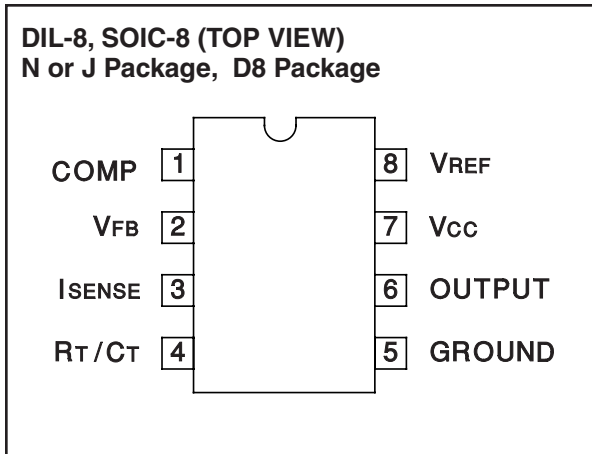 DIL-8, SOIC-8 (TOP VIEW)
N or J Package, D8 Package
COMP 1 8 VREF
VFB 2 7 VCC
ISENSE 3 6 OUTPUT
RT/CT 4 5 GROUND